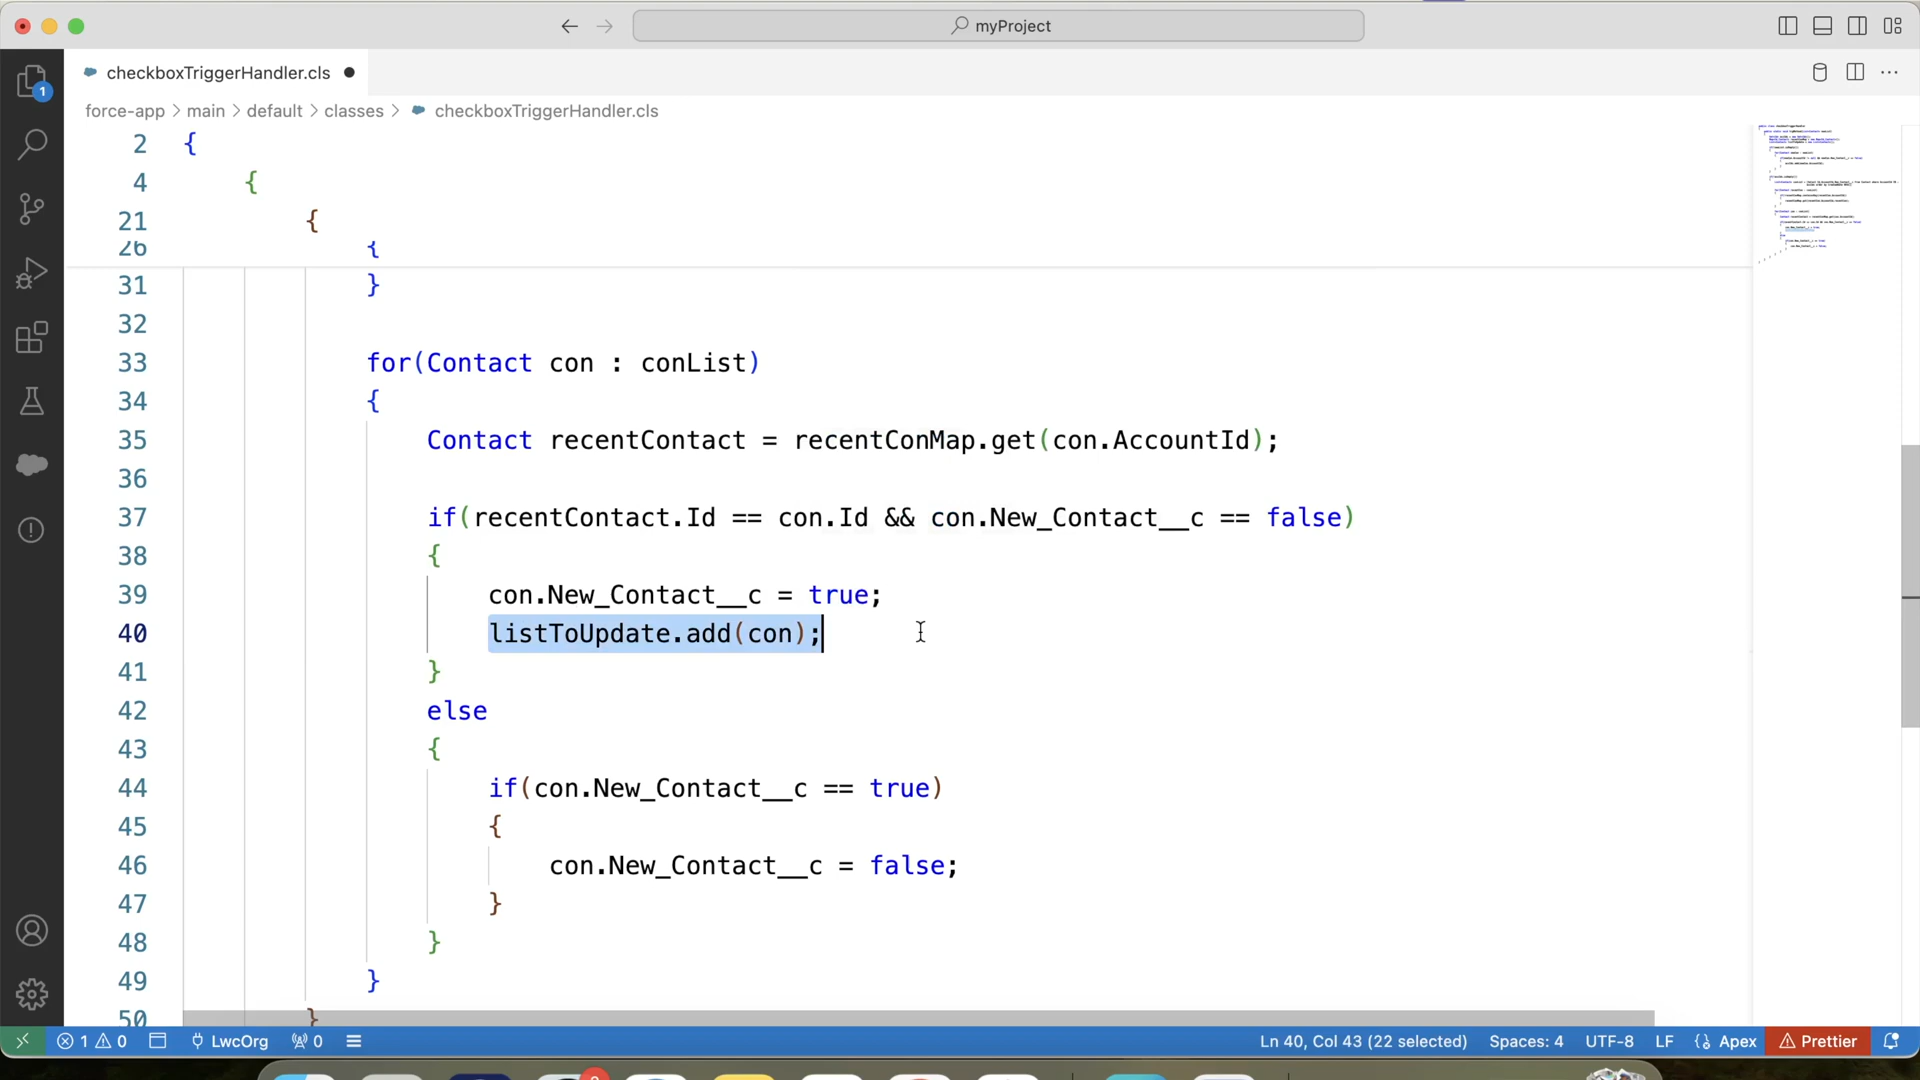 myProject
checkboxTriggerHandler.cls
force-app > main > default > classes > checkboxTriggerHandler.cls
1
2 {
4 {
21 {
26 {
31 }
32
33 for(Contact con : conList)
34 {
35 Contact recentContact = recentConMap.get(con.AccountId);
36
37 if(recentContact.Id == con.Id && con.New_Contact__c == false)
38 {
39 con.New_Contact__c = true;
40 listToUpdate.add(con);
41 }
42 else
43 {
44 if(con.New_Contact__c == true)
45 {
46 con.New_Contact__c = false;
47 }
48 }
49 }
50 }
1 0 LwcOrg 0 Ln 40, Col 43 (22 selected) Spaces: 4 UTF-8 LF Apex Prettier